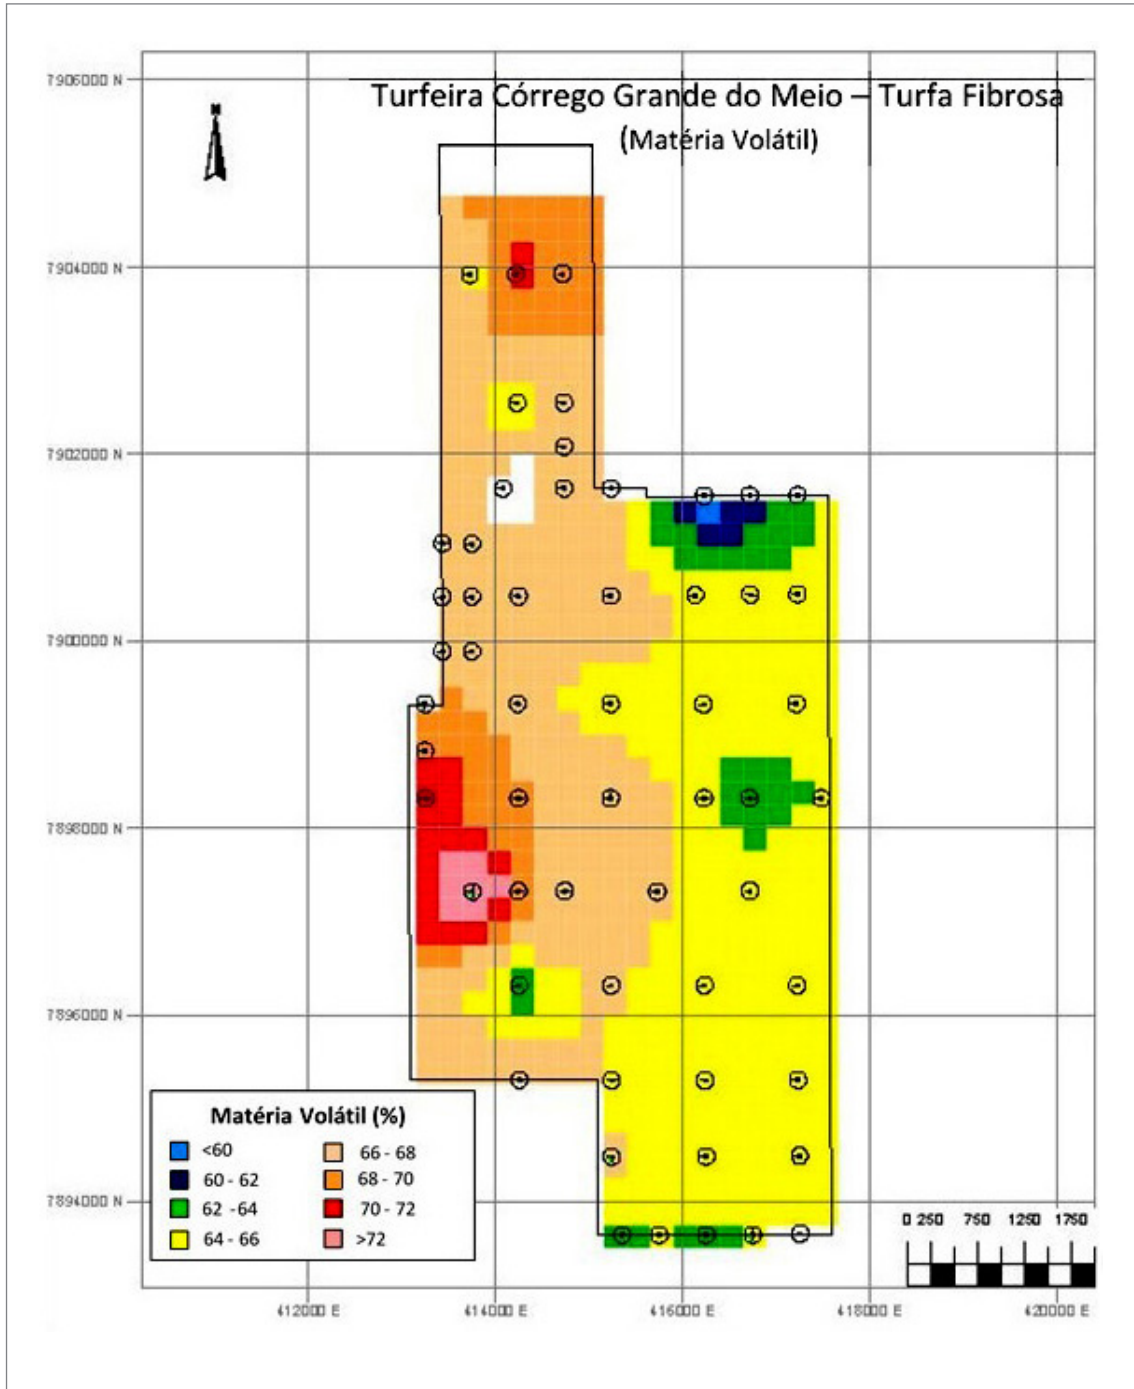 Turfeira Córrego Grande do Meio – Turfa Fibrosa
(Matéria Volátil)
N
7906000 N
7904000 N
7902000 N
7900000 N
7898000 N
7896000 N
7894000 N
Matéria Volátil (%)
<60
60 - 62
62 -64
64 - 66
66 - 68
68 - 70
70 - 72
>72
0 250 750 1250 1750
412000 E 414000 E 416000 E 418000 E 420000 E